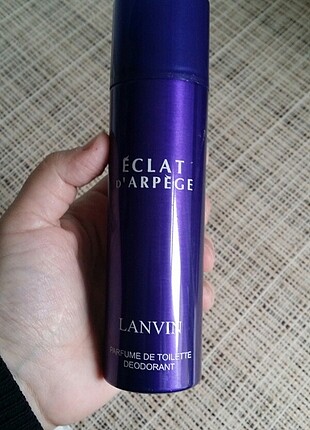 ÉCLAT
D'ARPÈGE
LANVIN
PARFUME DE TOILETTE
DEODORANT